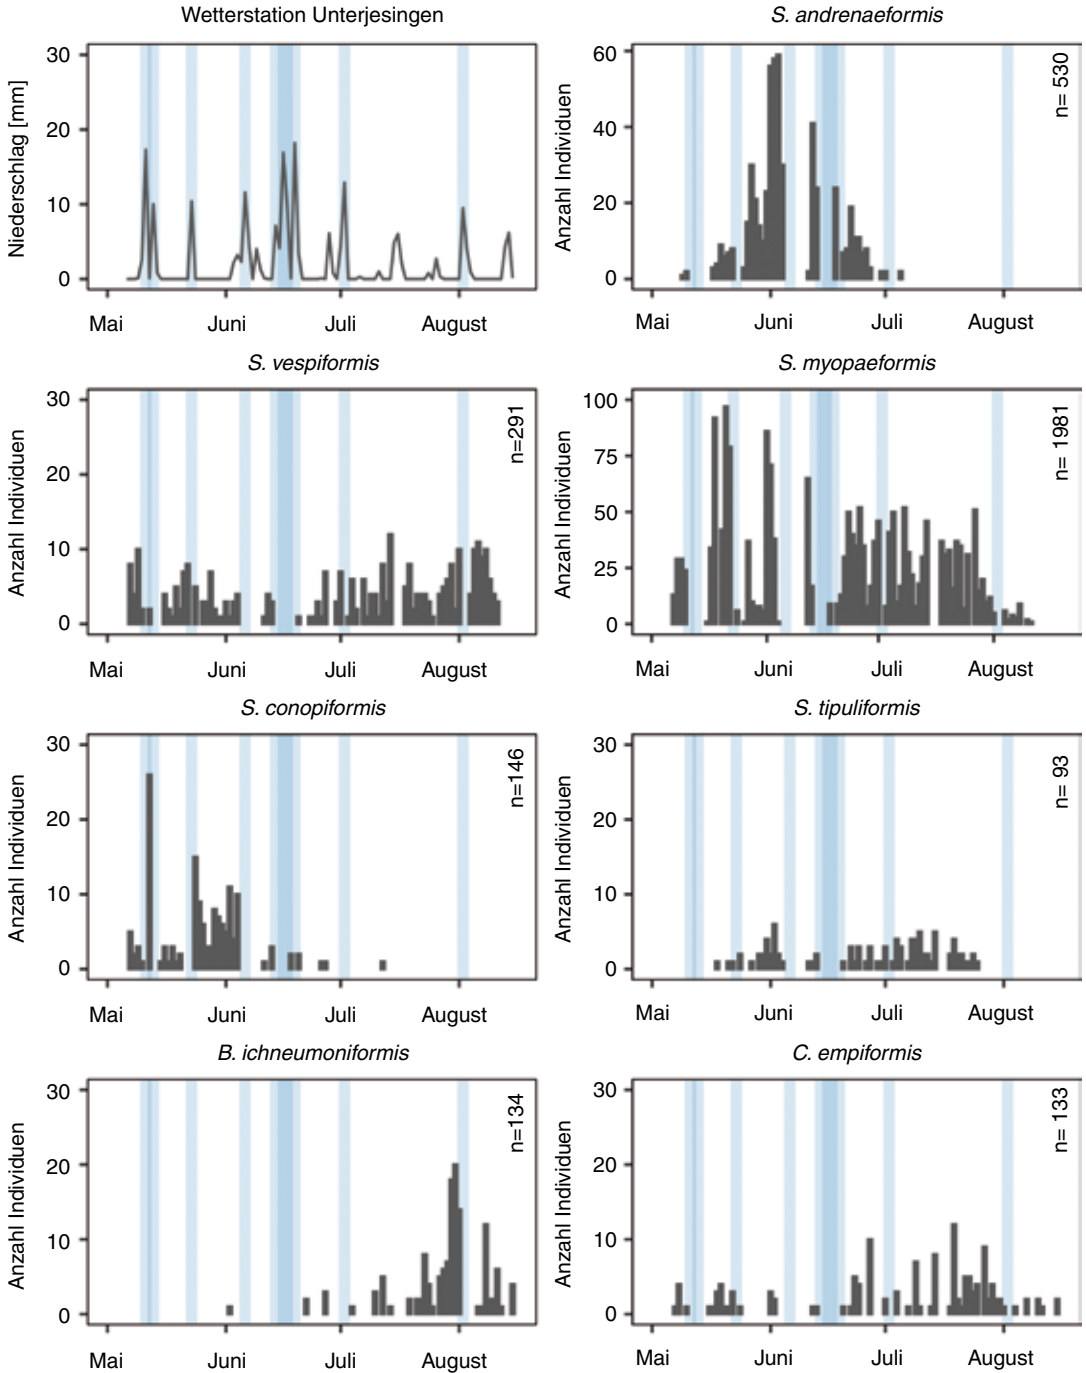 Wetterstation Unterjesingen
Niederschlag [mm]
30
20
10
0
Mai Juni Juli August
S. andrenaeformis
Anzahl Individuen
60
40
20
0
n= 530
Mai Juni Juli August
S. vespiformis
Anzahl Individuen
30
20
10
0
n=291
Mai Juni Juli August
S. myopaeformis
Anzahl Individuen
100
75
50
25
0
n= 1981
Mai Juni Juli August
S. conopiformis
Anzahl Individuen
30
20
10
0
n=146
Mai Juni Juli August
S. tipuliformis
Anzahl Individuen
30
20
10
0
n= 93
Mai Juni Juli August
B. ichneumoniformis
Anzahl Individuen
30
20
10
0
n=134
Mai Juni Juli August
C. empiformis
Anzahl Individuen
30
20
10
0
n= 133
Mai Juni Juli August